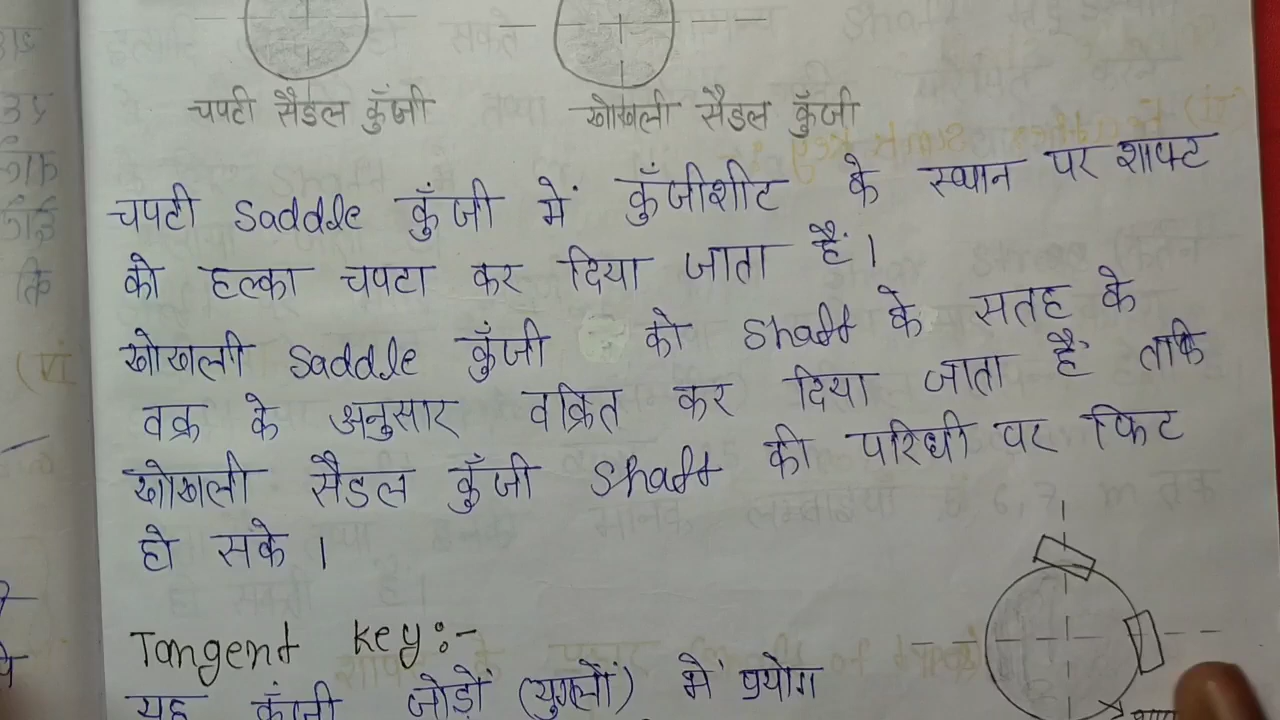 चपटी सैडल कुँजी
खोखली सैडल कुँजी
चपटी saddle कुँजी में कुँजीशीट के स्थान पर शाफ्ट
को हल्का चपटा कर दिया जाता हैं।
खोखली saddle कुँजी को shaft के सतह के
वक्र के अनुसार वक्रित कर दिया जाता है ताकि
खोखली सैडल कुँजी shaft की परिधी पर फिट
हो सके।
Tangent key:-
यह कुँजी जोड़ों (युग्लों) में प्रयोग